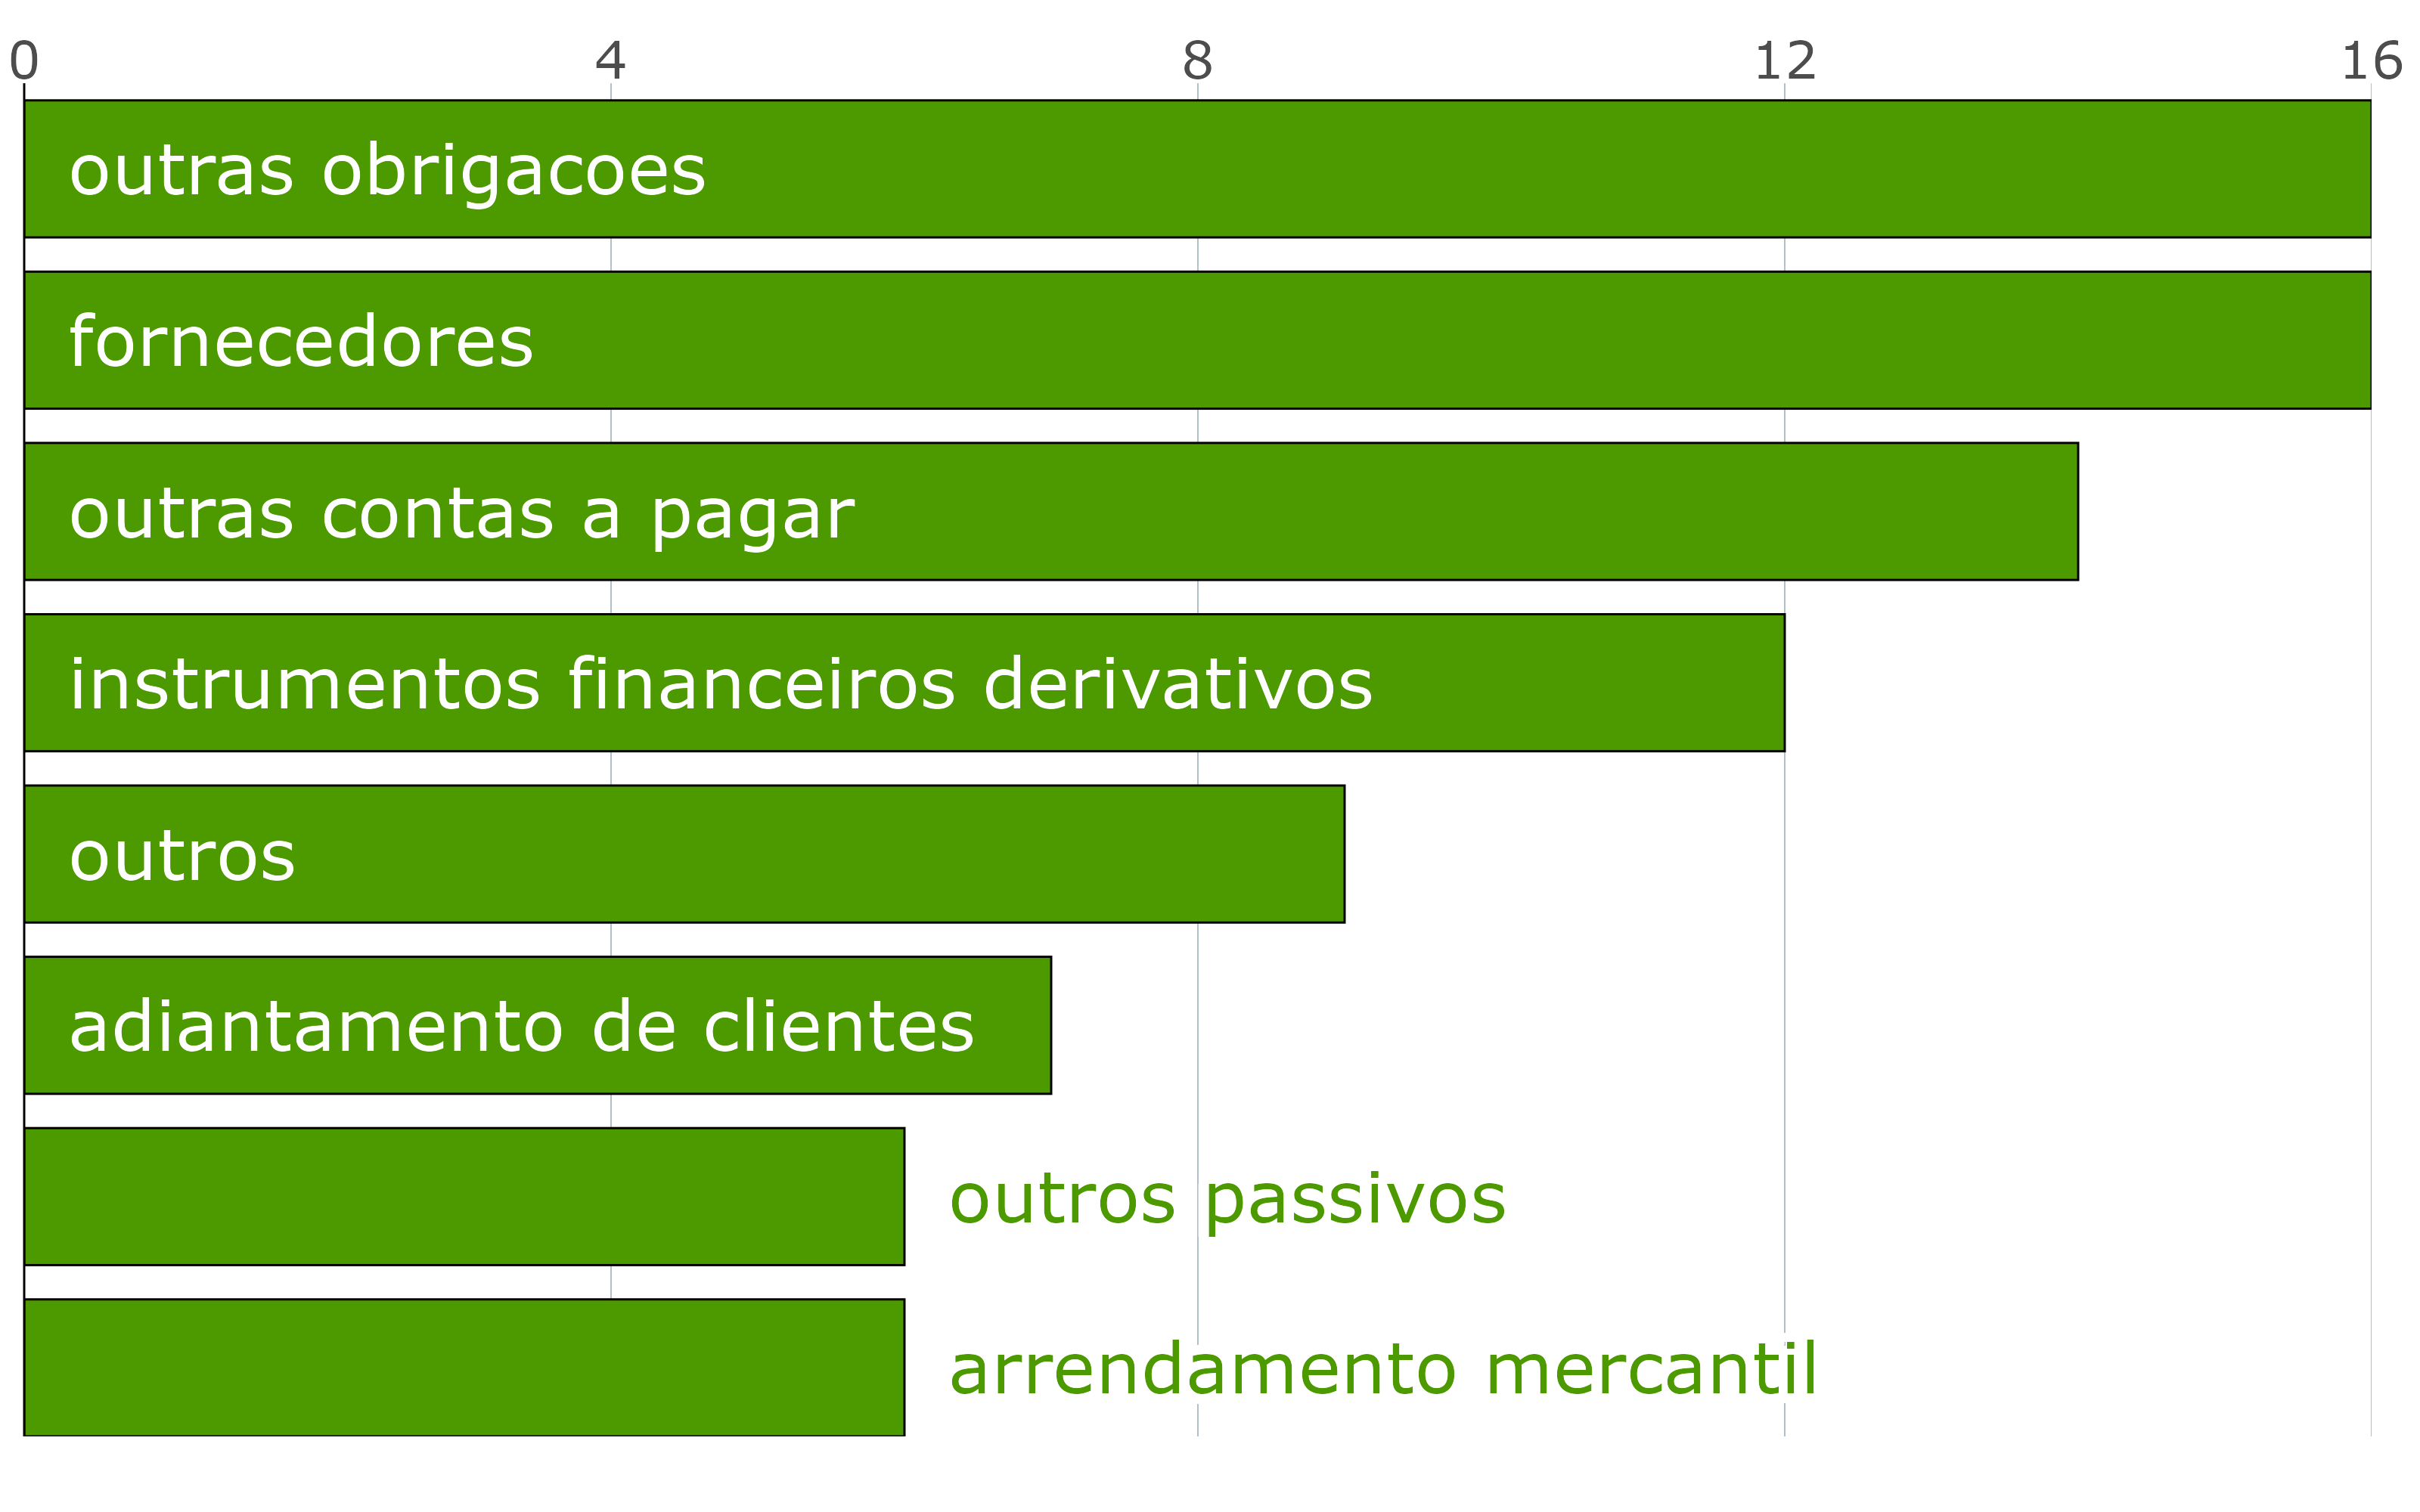 0 4 8 12 16
outras obrigacoes
fornecedores
outras contas a pagar
instrumentos financeiros derivativos
outros
adiantamento de clientes
outros passivos
arrendamento mercantil